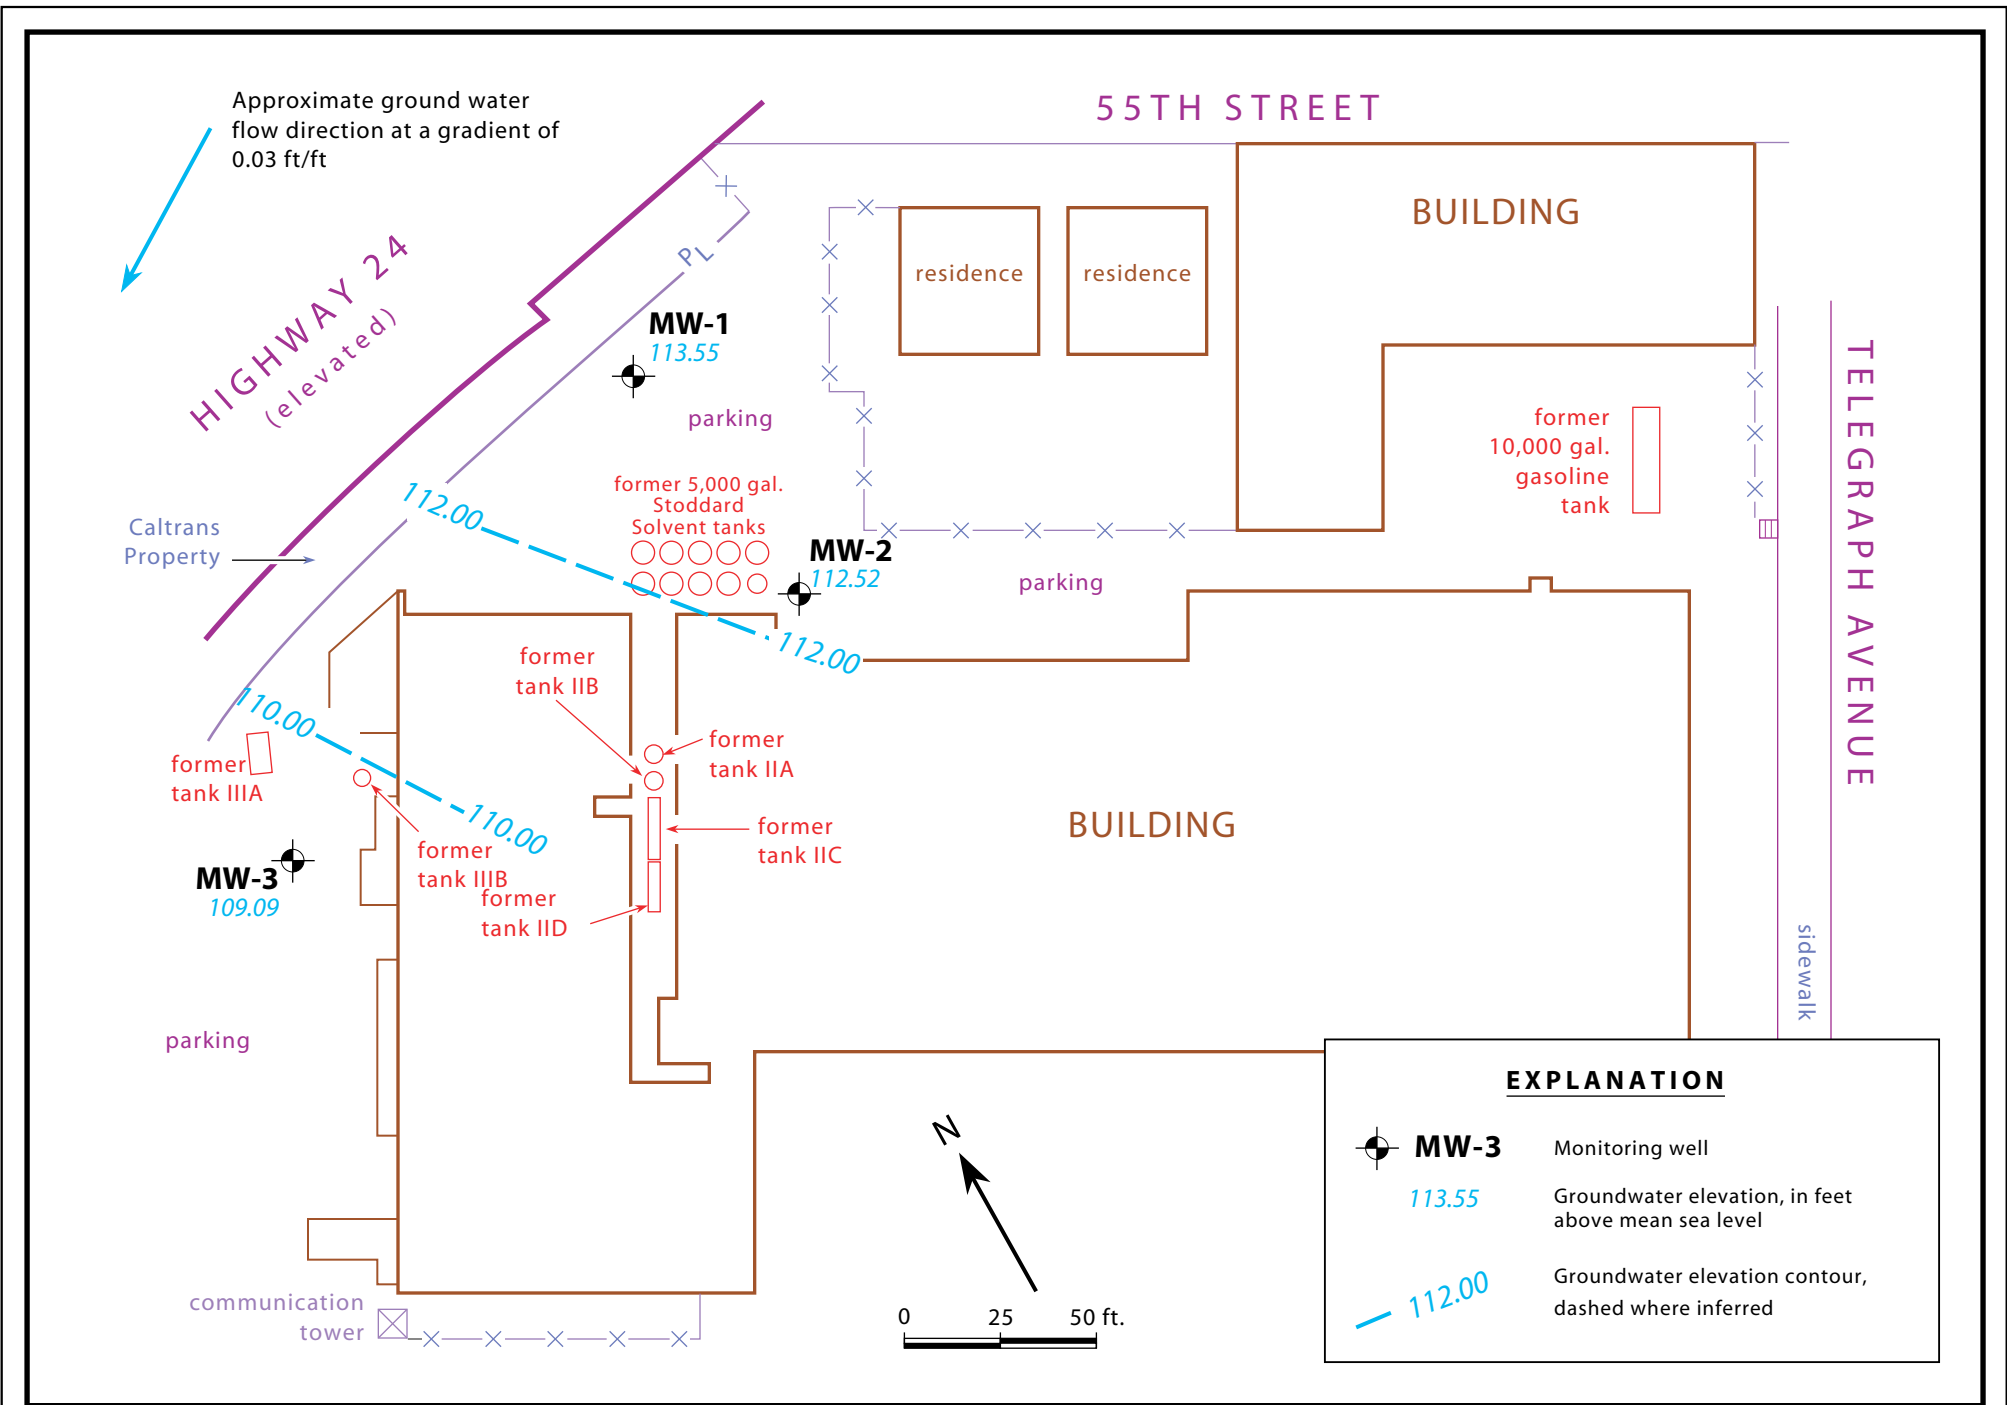 Approximate ground water
flow direction at a gradient of
0.03 ft/ft
55TH STREET
HIGHWAY 24
(elevated)
PL
BUILDING
residence
residence
MW-1
113.55
parking
TELEGRAPH AVENUE
former
10,000 gal.
gasoline
tank
former 5,000 gal.
Stoddard
Solvent tanks
112.00
Caltrans
Property
MW-2
112.52
parking
112.00
former
tank IIB
former
tank IIA
110.00
former
tank IIIA
110.00
former
tank IIC
BUILDING
former
tank IIIB
MW-3
109.09
former
tank IID
sidewalk
parking
N
communication
tower
0 25 50 ft.
EXPLANATION
MW-3 Monitoring well
113.55 Groundwater elevation, in feet
above mean sea level
112.00 Groundwater elevation contour,
dashed where inferred